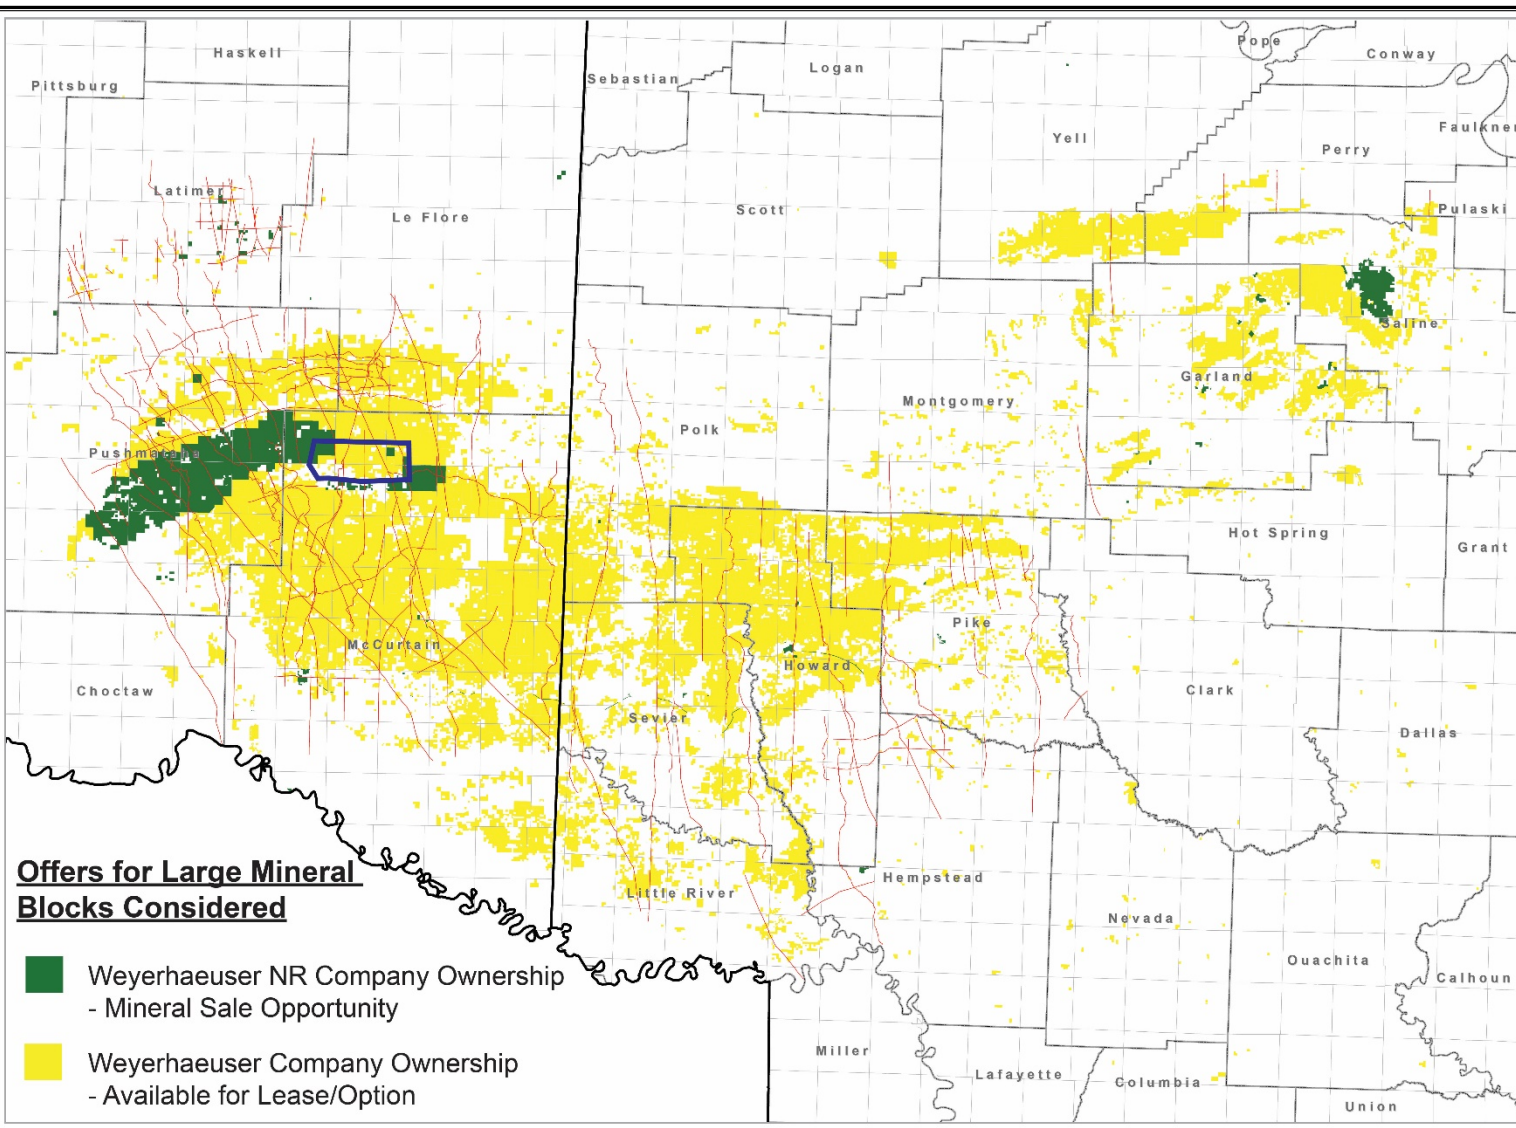 Haskell
Pope
Conway
Logan
Sebastian
Pittsburg
Faulkner
Yell
Perry
Latimer
Scott
Pulaski
Le Flore
Saline
Garland
Montgomery
Polk
Pushmataha
Hot Spring
Grant
Pike
McCurtain
Howard
Choctaw
Clark
Sevier
Dallas
Offers for Large Mineral
Blocks Considered
Hempstead
Little River
Nevada
Ouachita
Weyerhaeuser NR Company Ownership
- Mineral Sale Opportunity
Calhoun
Miller
Weyerhaeuser Company Ownership
- Available for Lease/Option
Lafayette
Columbia
Union